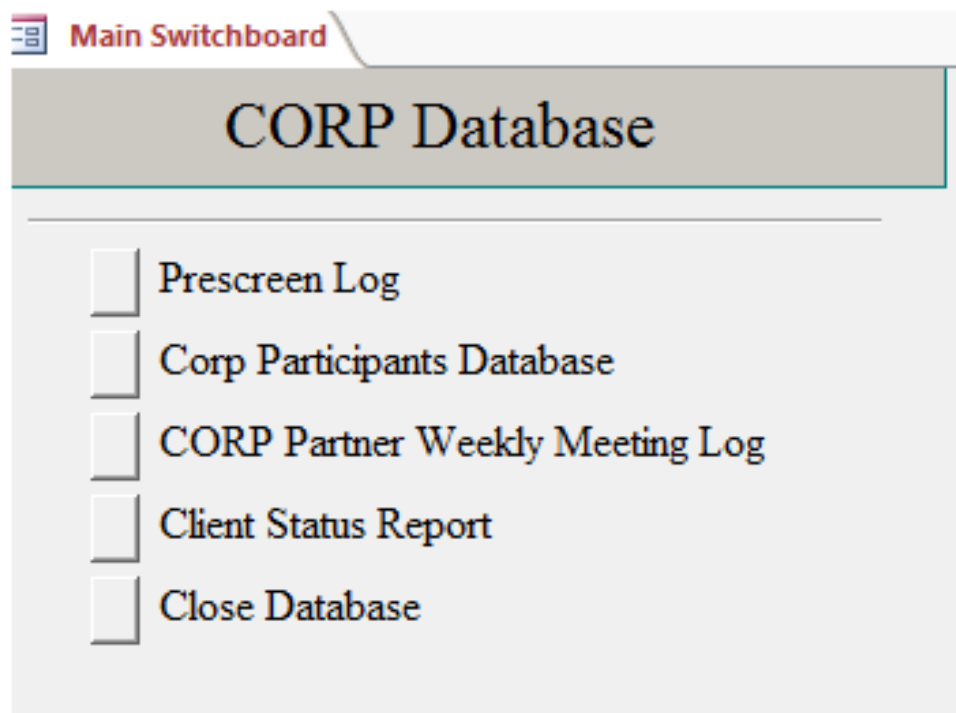 Main Switchboard
CORP Database
Prescreen Log
Corp Participants Database
CORP Partner Weekly Meeting Log
Client Status Report
Close Database